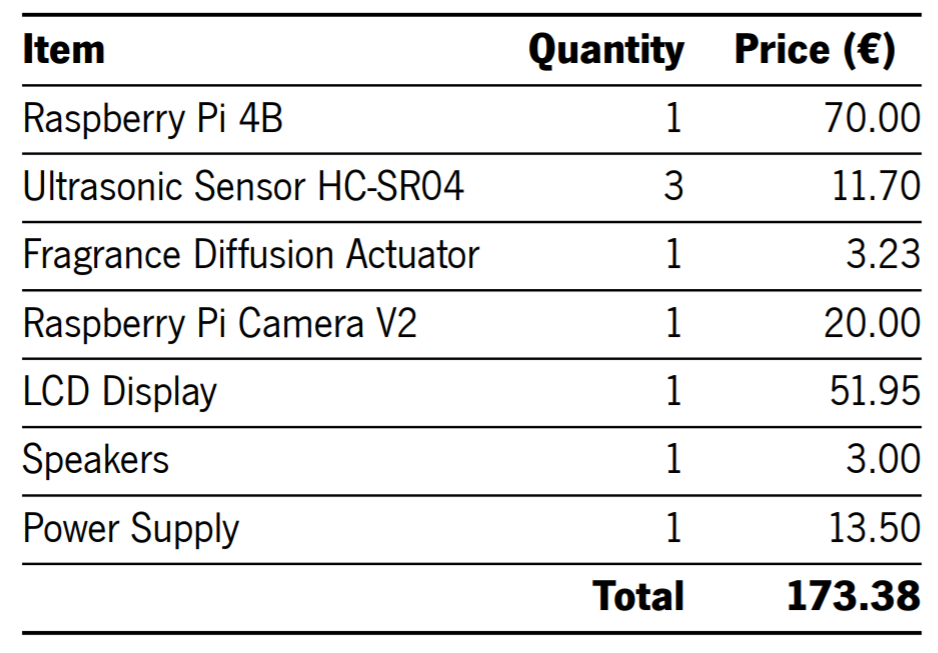 Item Quantity Price (€)
Raspberry Pi 4B 1 70.00
Ultrasonic Sensor HC-SR04 3 11.70
Fragrance Diffusion Actuator 1 3.23
Raspberry Pi Camera V2 1 20.00
LCD Display 1 51.95
Speakers 1 3.00
Power Supply 1 13.50
Total 173.38